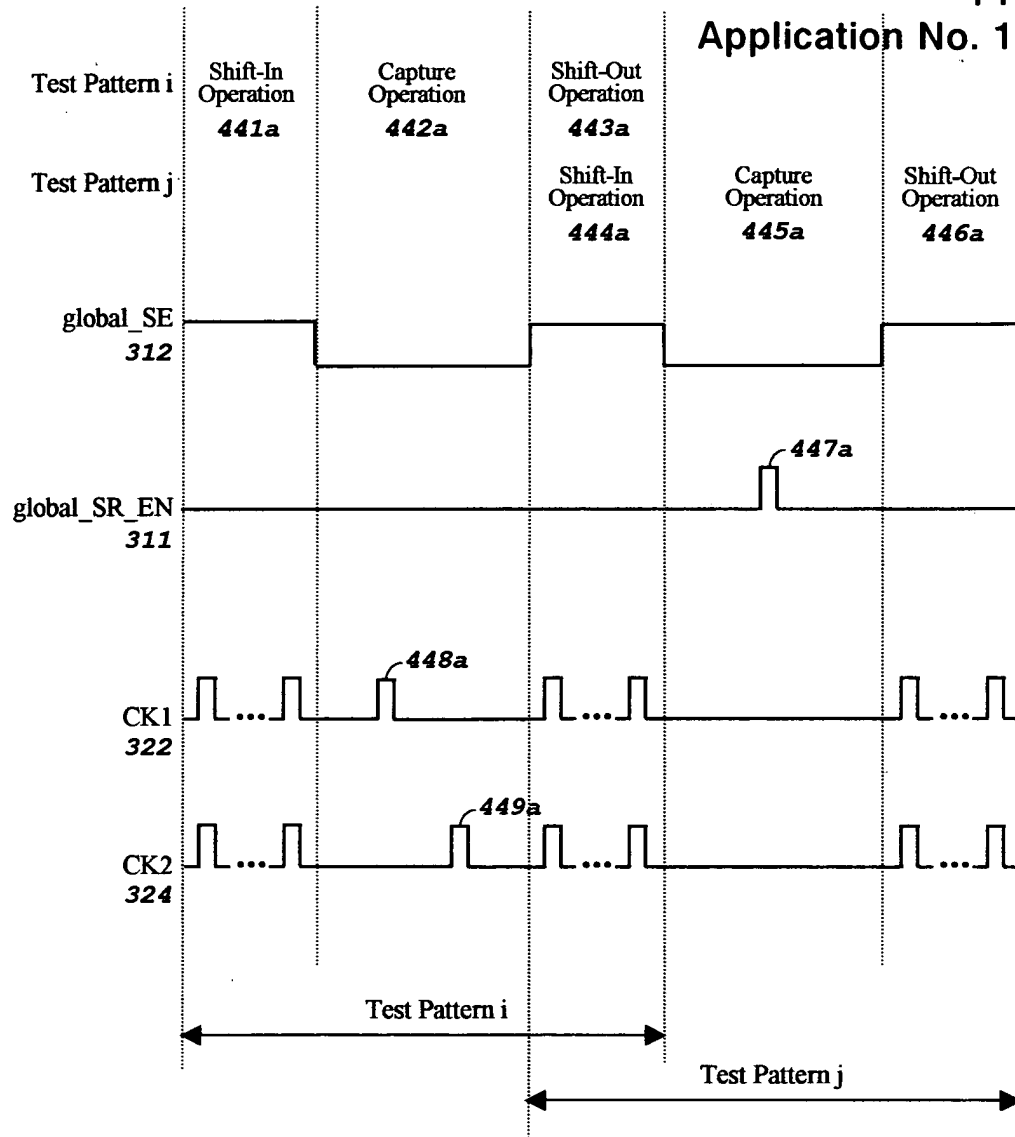 Application No. 1
Test Pattern i
Shift-In
Operation
441a
Capture
Operation
442a
Shift-Out
Operation
443a
Test Pattern j
Shift-In
Operation
444a
Capture
Operation
445a
Shift-Out
Operation
446a
global_SE
312
447a
global_SR_EN
311
448a
CK1
322
449a
CK2
324
Test Pattern i
Test Pattern j